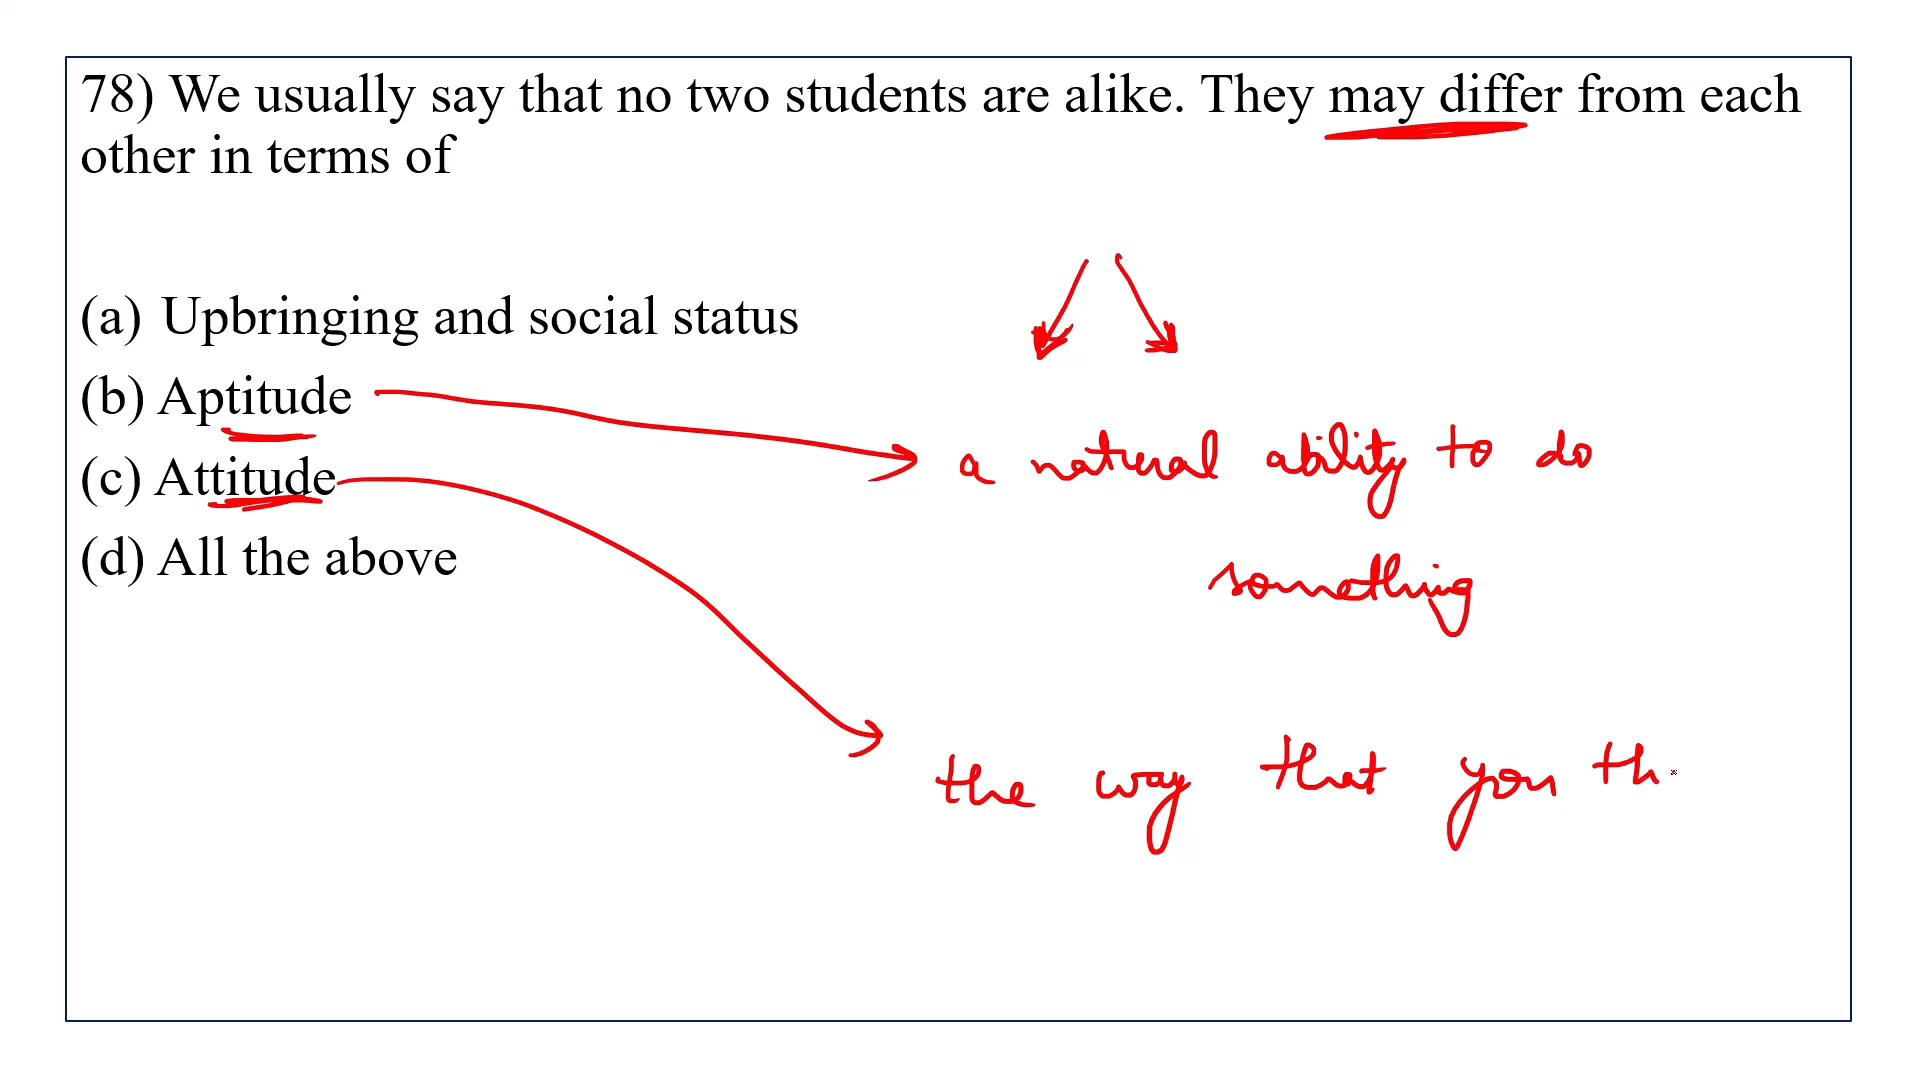 78) We usually say that no two students are alike. They may differ from each
other in terms of
(a) Upbringing and social status
(b) Aptitude
(c) Attitude
(d) All the above
a natural ability to do
something
the way that you th